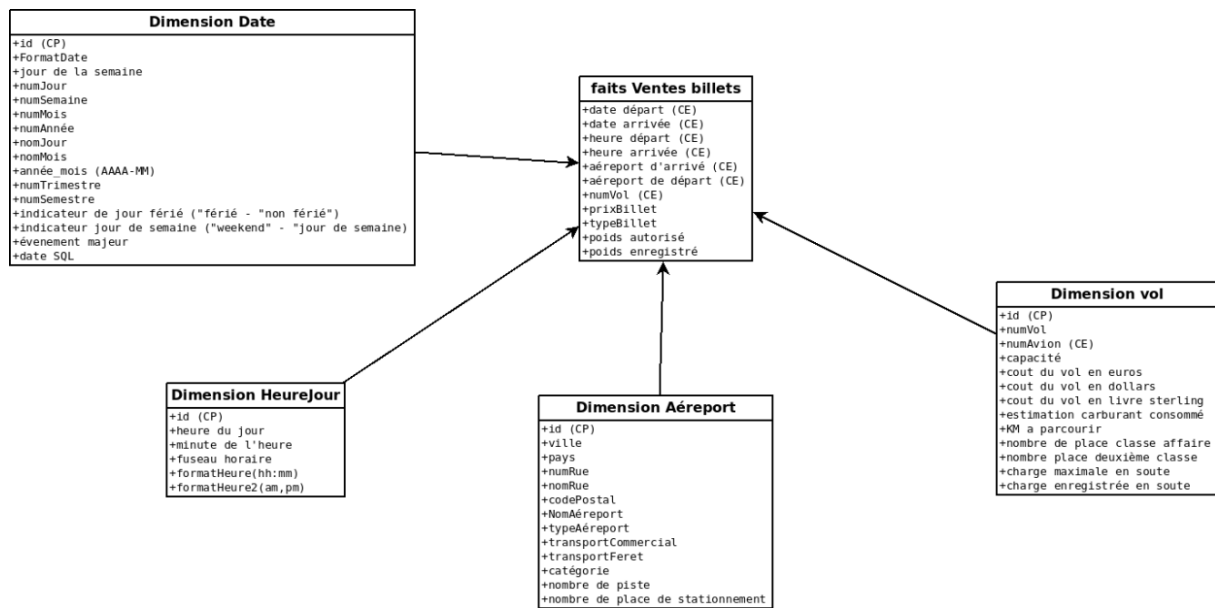 Dimension Date
+id (CP)
+FormatDate
+jour de la semaine
+numJour
+numSemaine
+numMois
+numAnnée
+nomJour
+nomMois
+année_mois (AAAA-MM)
+numTrimestre
+numSemestre
+indicateur de jour férié ("férié - "non férié")
+indicateur jour de semaine ("weekend" - "jour de semaine)
+évenement majeur
+date SQL
faits Ventes billets
+date départ (CE)
+date arrivée (CE)
+heure départ (CE)
+heure arrivée (CE)
+aéreport d'arrivé (CE)
+aéreport de départ (CE)
+numVol (CE)
+prixBillet
+typeBillet
+poids autorisé
+poids enregistré
Dimension vol
+id (CP)
+numVol
+numAvion (CE)
+capacité
+cout du vol en euros
+cout du vol en dollars
+cout du vol en livre sterling
+estimation carburant consommé
+KM a parcourir
+nombre de place classe affaire
+nombre place deuxième classe
+charge maximale en soute
+charge enregistrée en soute
Dimension HeureJour
+id (CP)
+heure du jour
+minute de l'heure
+fuseau horaire
+formatHeure(hh:mm)
+formatHeure2(am,pm)
Dimension Aéreport
+id (CP)
+ville
+pays
+numRue
+nomRue
+codePostal
+NomAéreport
+typeAéreport
+transportCommercial
+transportFeret
+catégorie
+nombre de piste
+nombre de place de stationnement